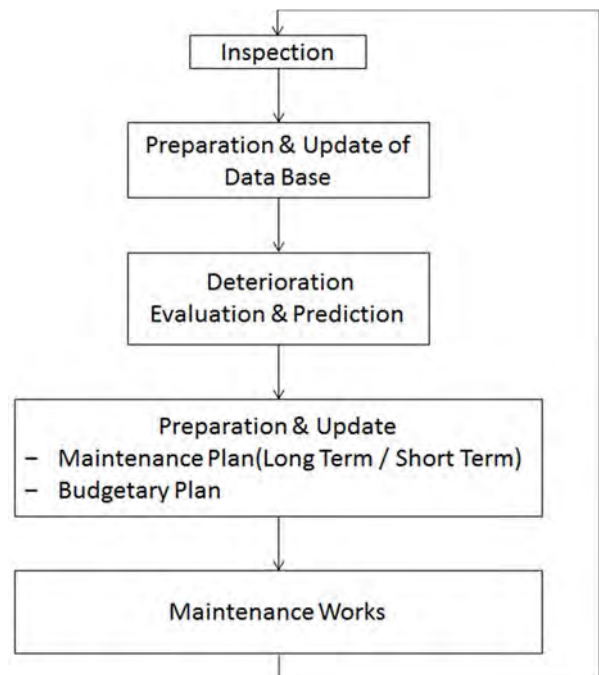 Inspection
Preparation & Update of
Data Base
Deterioration
Evaluation & Prediction
Preparation & Update
– Maintenance Plan(Long Term / Short Term)
– Budgetary Plan
Maintenance Works